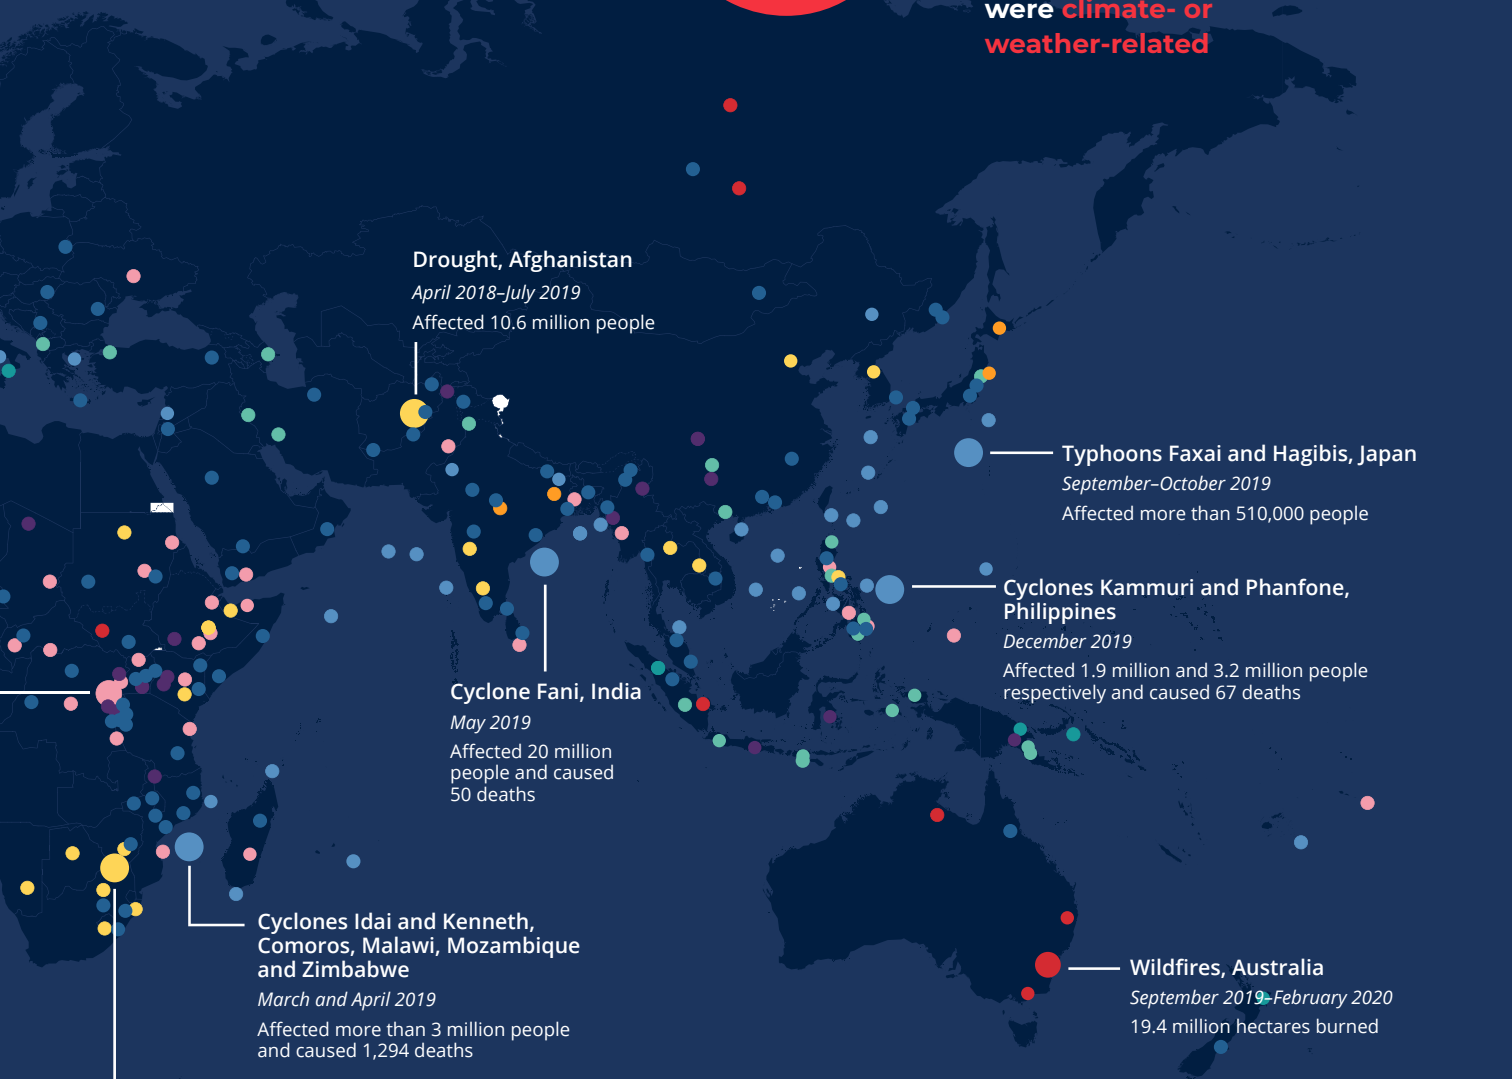 were climate- or
weather-related
Drought, Afghanistan
April 2018–July 2019
Affected 10.6 million people
Typhoons Faxai and Hagibis, Japan
September–October 2019
Affected more than 510,000 people
Cyclones Kammuri and Phanfone,
Philippines
December 2019
Affected 1.9 million and 3.2 million people
respectively and caused 67 deaths
Cyclone Fani, India
May 2019
Affected 20 million
people and caused
50 deaths
Cyclones Idai and Kenneth,
Comoros, Malawi, Mozambique
and Zimbabwe
March and April 2019
Affected more than 3 million people
and caused 1,294 deaths
Wildfires, Australia
September 2019–February 2020
19.4 million hectares burned